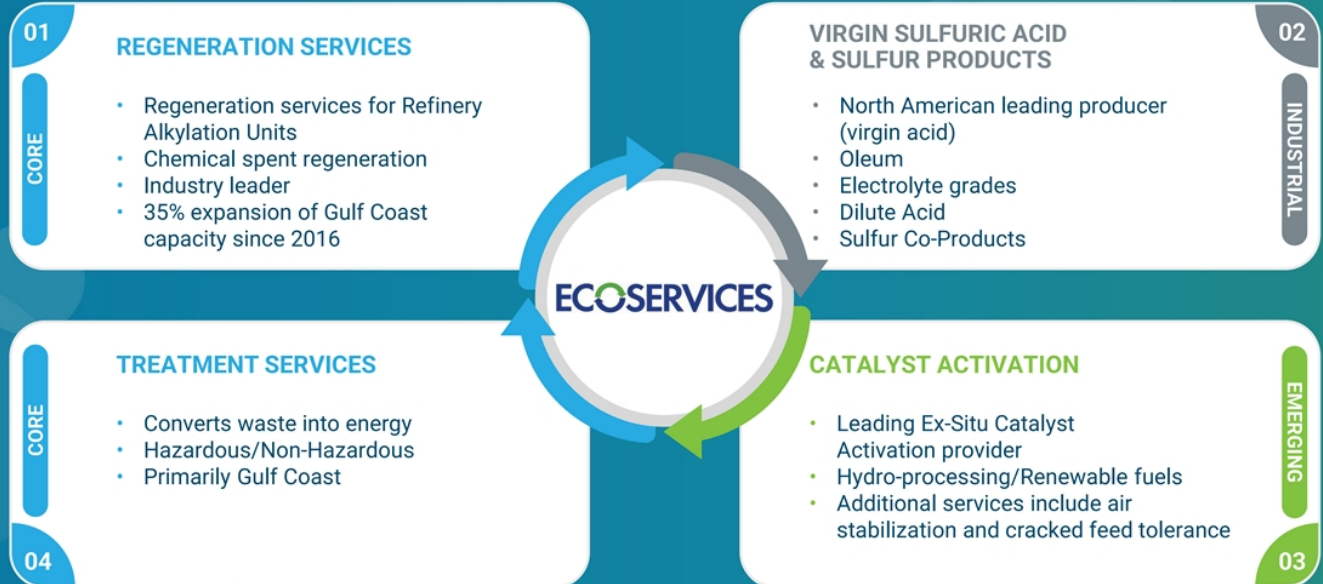 01
CORE
REGENERATION SERVICES
• Regeneration services for Refinery
Alkylation Units
• Chemical spent regeneration
• Industry leader
• 35% expansion of Gulf Coast
capacity since 2016
02
INDUSTRIAL
VIRGIN SULFURIC ACID
& SULFUR PRODUCTS
• North American leading producer
(virgin acid)
• Oleum
• Electrolyte grades
• Dilute Acid
• Sulfur Co-Products
ECOSERVICES
CATALYST ACTIVATION
• Leading Ex-Situ Catalyst
Activation provider
• Hydro-processing/Renewable fuels
• Additional services include air
stabilization and cracked feed tolerance
EMERGING
03
TREATMENT SERVICES
• Converts waste into energy
• Hazardous/Non-Hazardous
• Primarily Gulf Coast
CORE
04